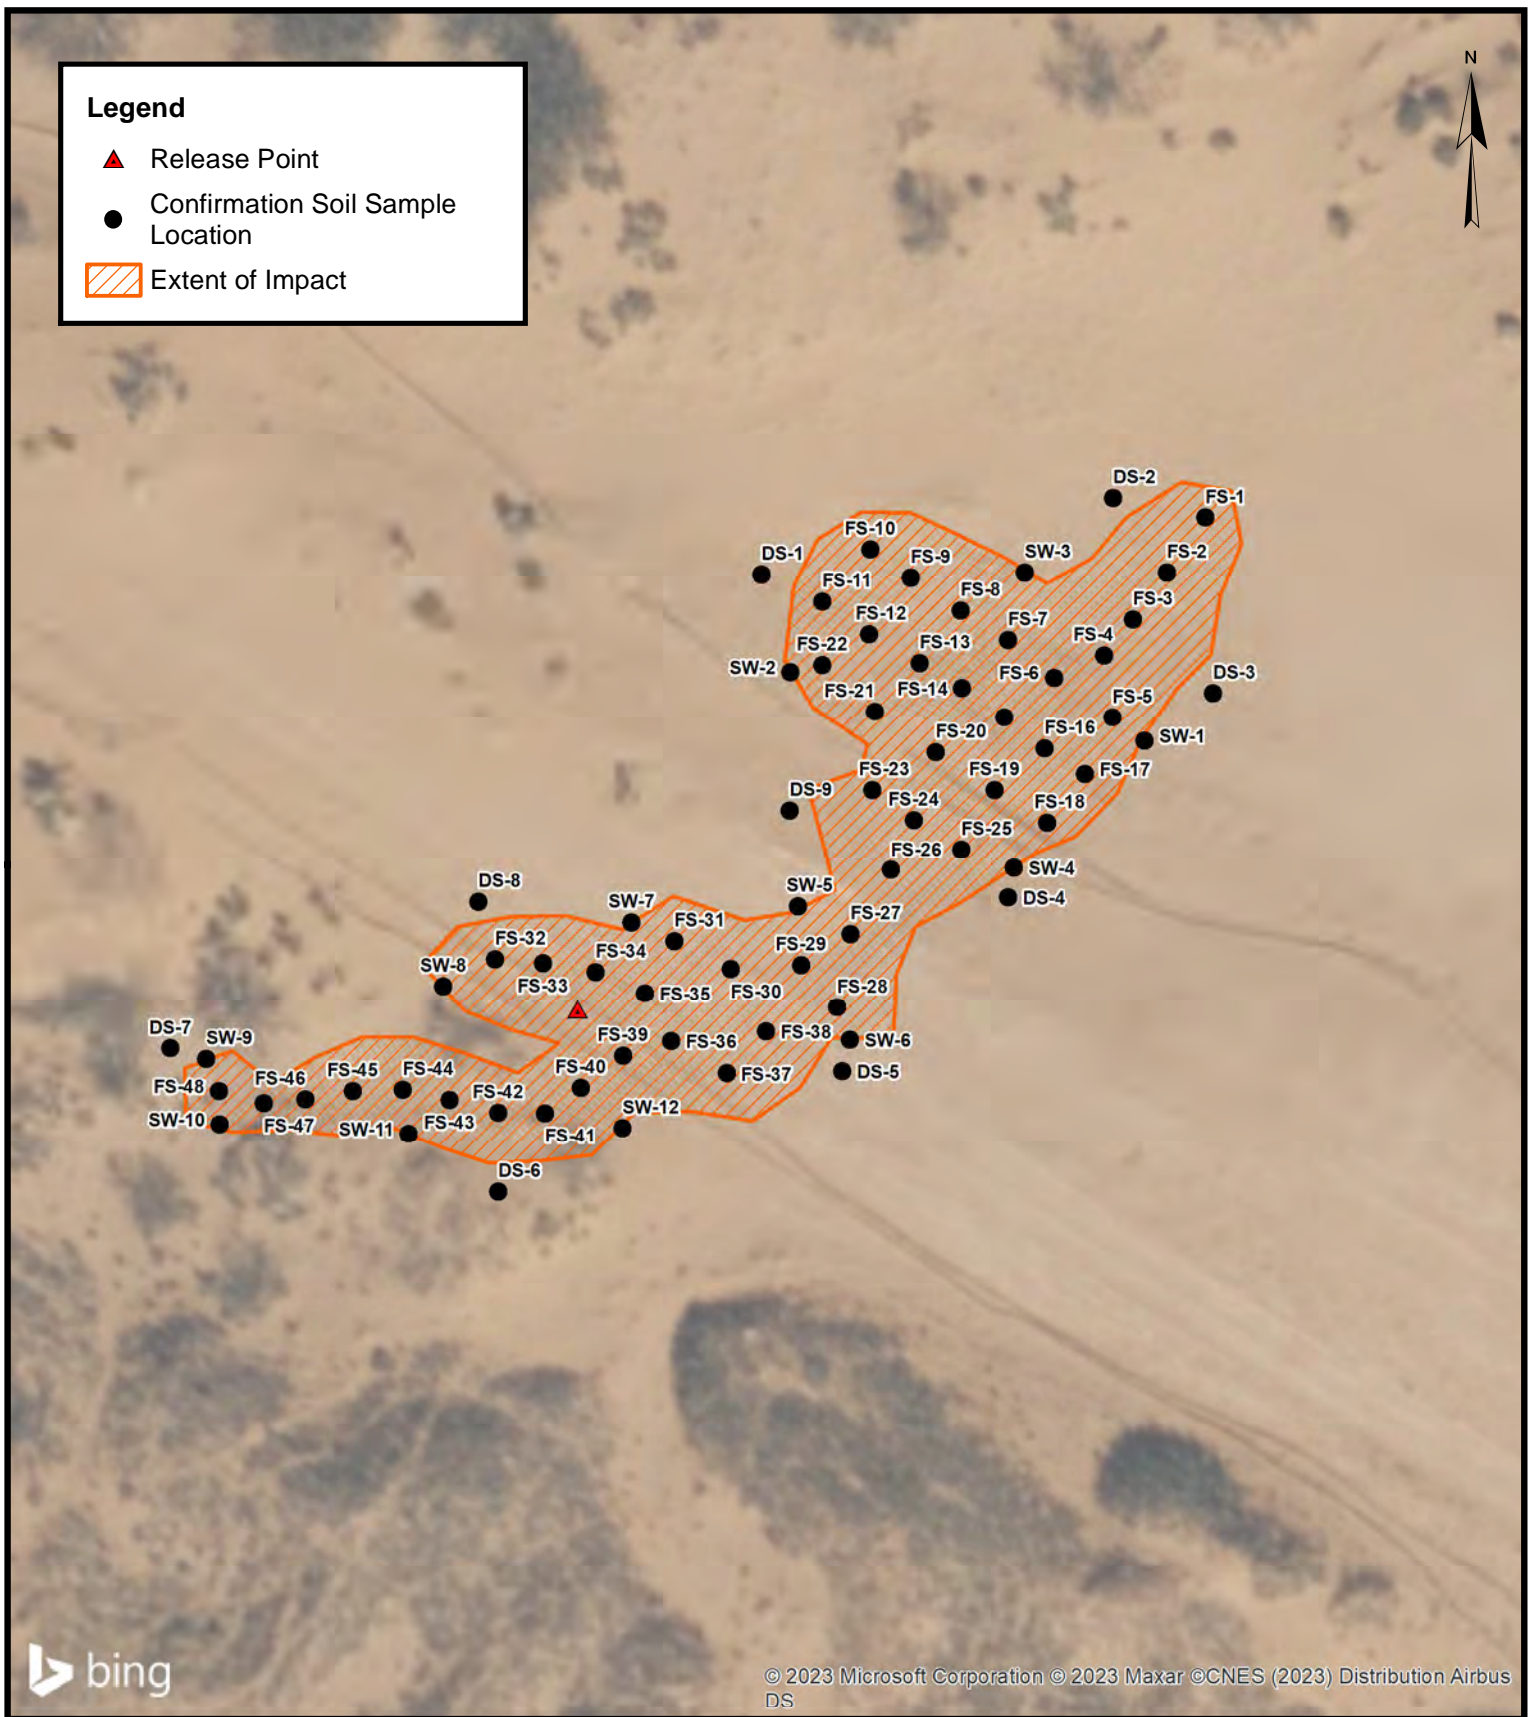 Legend
Release Point
Confirmation Soil Sample
Location
Extent of Impact
N
DS-2
FS-1
FS-10
DS-1
FS-9
SW-3
FS-2
FS-11
FS-8
FS-3
FS-12
FS-7
FS-4
FS-22
FS-13
SW-2
FS-6
DS-3
FS-21
FS-14
FS-5
FS-20
FS-16
SW-1
FS-23
FS-19
FS-17
DS-9
FS-24
FS-18
FS-25
FS-26
SW-4
DS-8
SW-5
DS-4
SW-7
FS-31
FS-27
FS-32
FS-34
FS-29
SW-8
FS-33
FS-35
FS-30
FS-28
DS-7
SW-9
FS-39
FS-36
FS-38
SW-6
FS-46
FS-45
FS-44
FS-40
FS-37
DS-5
FS-48
FS-42
SW-10
FS-47
SW-11
FS-43
FS-41
SW-12
DS-6
bing
© 2023 Microsoft Corporation © 2023 Maxar ©CNES (2023) Distribution Airbus
DS